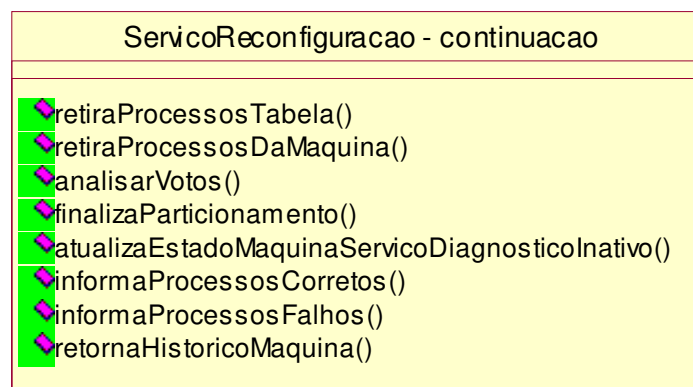 ServicoReconfiguracao - continuacao
retiraProcessosTabela()
retiraProcessosDaMaquina()
analisarVotos()
finalizaParticionamento()
atualizaEstadoMaquinaServicoDiagnosticoInativo()
informaProcessosCorretos()
informaProcessosFalhos()
retornaHistoricoMaquina()